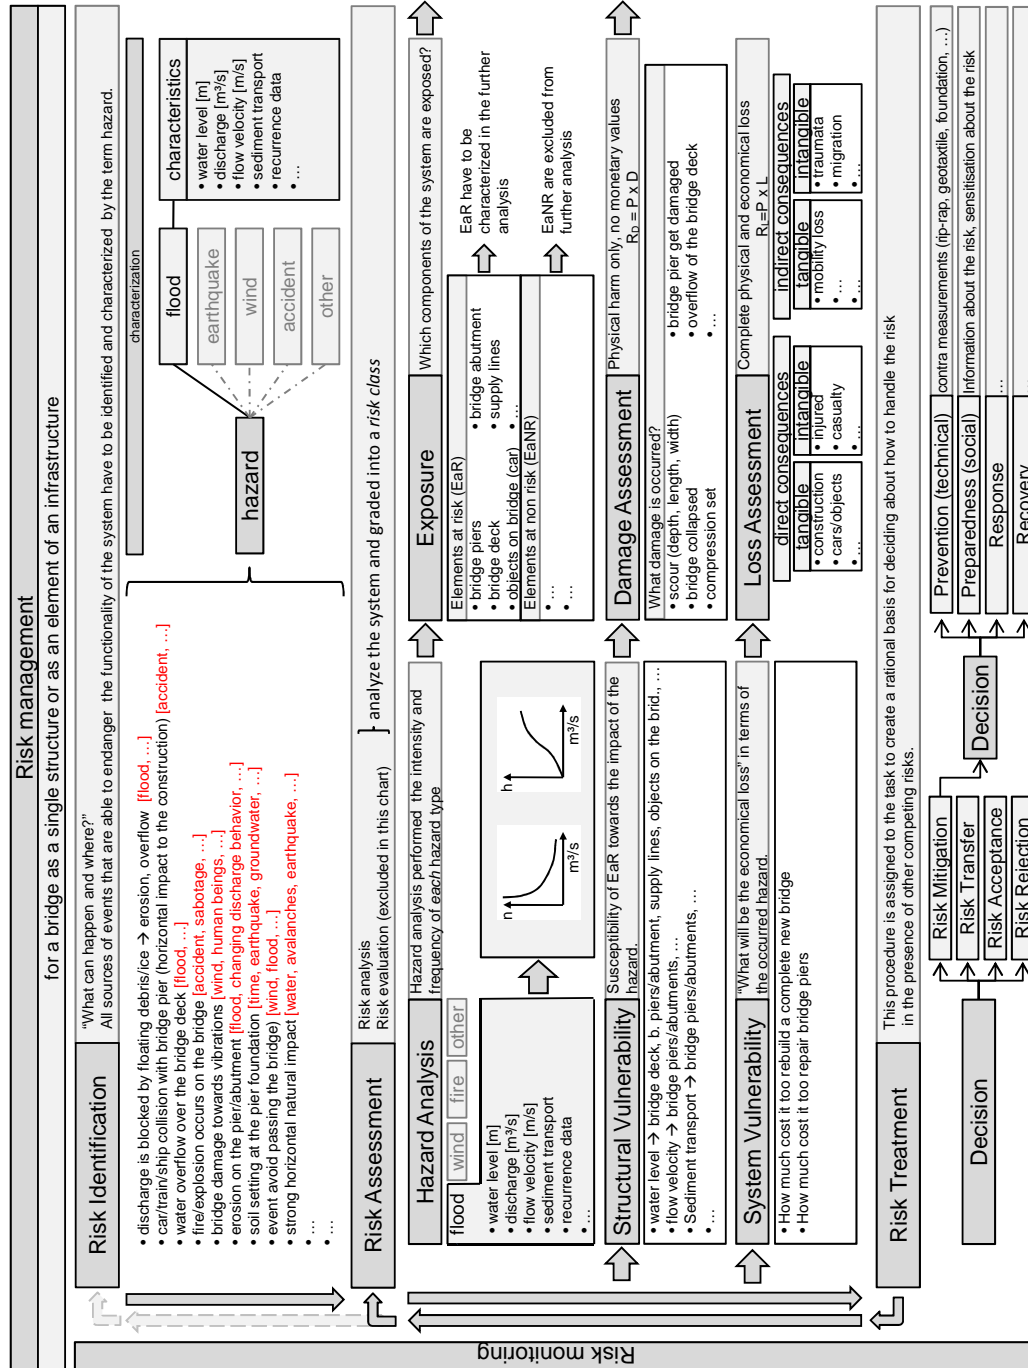 Risk management
for a bridge as a single structure or as an element of an infrastructure
Risk Identification
“What can happen and where?”
All sources of events that are able to endanger the functionality of the system have to be identified and characterized by the term hazard.
• discharge is blocked by floating debris/ice → erosion, overflow [flood, …]
• car/train/ship collision with bridge pier (horizontal impact to the construction) [accident, …]
• water overflow over the bridge deck [flood, …]
• fire/explosion occurs on the bridge [accident, sabotage, …]
• bridge damage towards vibrations [wind, human beings, …]
• erosion on the pier/abutment [flood, changing discharge behavior, …]
• soil setting at the pier foundation [time, earthquake, groundwater, …]
• event avoid passing the bridge) [wind, flood, …]
• strong horizontal natural impact [water, avalanches, earthquake, …]
• …
• …
hazard
characterization
flood
earthquake
wind
accident
other
characteristics
• water level [m]
• discharge [m³/s]
• flow velocity [m/s]
• sediment transport
• recurrence data
• …
Risk Assessment
Risk analysis
Risk evaluation (excluded in this chart)
analyze the system and graded into a risk class
Hazard Analysis
Hazard analysis performed the intensity and
frequency of each hazard type
flood
wind
fire
other
• water level [m]
• discharge [m³/s]
• flow velocity [m/s]
• sediment transport
• recurrence data
• …
n
m³/s
h
m³/s
Exposure
Which components of the system are exposed?
Elements at risk (EaR)
• bridge piers
• bridge deck
• objects on bridge (car)
• bridge abutment
• supply lines
• …
Elements at non risk (EaNR)
• …
• …
EaR have to be
characterized in the further
analysis
EaNR are excluded from
further analysis
Structural Vulnerability
Susceptibility of EaR towards the impact of the
hazard.
• water level → bridge deck, b. piers/abutment, supply lines, objects on the brid., …
• flow velocity → bridge piers/abutments, …
• Sediment transport → bridge piers/abutments, …
• …
Damage Assessment
Physical harm only, no monetary values
R_D = P x D
What damage is occurred?
• scour (depth, length, width)
• bridge collapsed
• compression set
• bridge pier get damaged
• overflow of the bridge deck
• …
System Vulnerability
“What will be the economical loss” in terms of
the occurred hazard.
• How much cost it too rebuild a complete new bridge
• How much cost it too repair bridge piers
Loss Assessment
Complete physical and economical loss
R_L=P x L
direct consequences
tangible
• construction
• cars/objects
• …
intangible
• injured
• casualty
• …
indirect consequences
tangible
• mobility loss
• …
• …
intangible
• traumata
• migration
• …
Risk Treatment
This procedure is assigned to the task to create a rational basis for deciding about how to handle the risk
in the presence of other competing risks.
Decision
Risk Mitigation
Risk Transfer
Risk Acceptance
Risk Rejection
Decision
Prevention (technical)
contra measurements (rip-rap, geotaxtile, foundation, …)
Preparedness (social)
Information about the risk, sensitisation about the risk
Response
…
Recovery
…
Risk monitoring